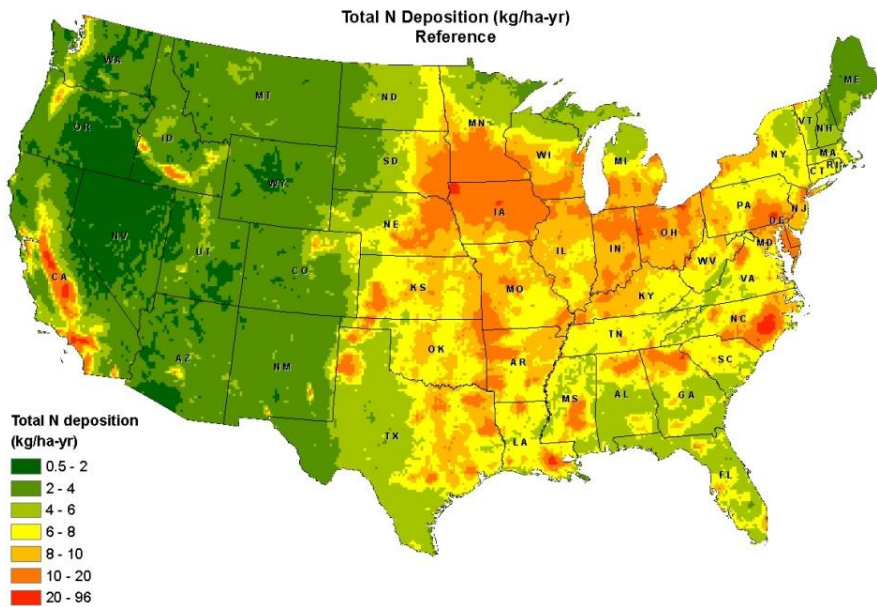 Total N Deposition (kg/ha-yr)
Reference
WA
MT
ND
MN
ME
OR
ID
SD
WI
MI
VT
NH
NY
MA
CT
RI
WY
NE
IA
PA
NJ
NV
UT
CO
IL
IN
OH
DE
MD
WV
VA
CA
KS
MO
KY
NC
TN
AZ
NM
OK
AR
SC
MS
AL
GA
TX
LA
FL
Total N deposition
(kg/ha-yr)
0.5 - 2
2 - 4
4 - 6
6 - 8
8 - 10
10 - 20
20 - 96